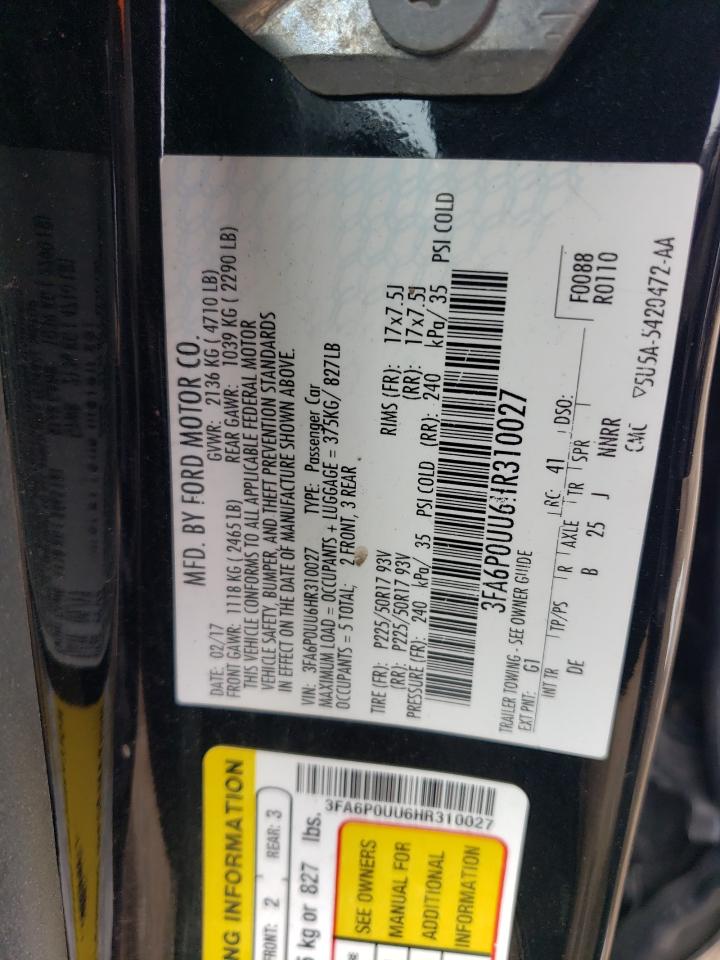 MFD. BY FORD MOTOR CO.
DATE: 02/17 GVWR: 2136 KG ( 4710 LB)
FRONT GAWR: 1118 KG ( 2465 LB) REAR GAWR: 1039 KG ( 2290 LB)
THIS VEHICLE CONFORMS TO ALL APPLICABLE FEDERAL MOTOR
VEHICLE SAFETY, BUMPER, AND THEFT PREVENTION STANDARDS
IN EFFECT ON THE DATE OF MANUFACTURE SHOWN ABOVE.
VIN: 3FA6P0UU6HR310027 TYPE: Passenger Car
MAXIMUM LOAD = OCCUPANTS + LUGGAGE = 375KG/ 827LB
OCCUPANTS = 5 TOTAL; 2 FRONT, 3 REAR
TIRE (FR): P225/50R17 93V RIMS (FR): 17x7.5J
(RR): P225/50R17 93V (RR): 17x7.5J
PRESSURE (FR): 240 kPa/ 35 PSI COLD (RR): 240 kPa/ 35 PSI COLD
3FA6P0UU6HR310027
TRAILER TOWING - SEE OWNER GUIDE
EXT PNT: G1 RC: 41 DSO:
F0088
R0110
INT TR TP/PS R AXLE TR SPR
DE B 25 J NNRR
CMC ▽5U5A-5420472-AA
NG INFORMATION
FRONT: 2 REAR: 3
kg or 827 lbs.
3FA6P0UU6HR310027
SEE OWNERS
MANUAL FOR
ADDITIONAL
INFORMATION